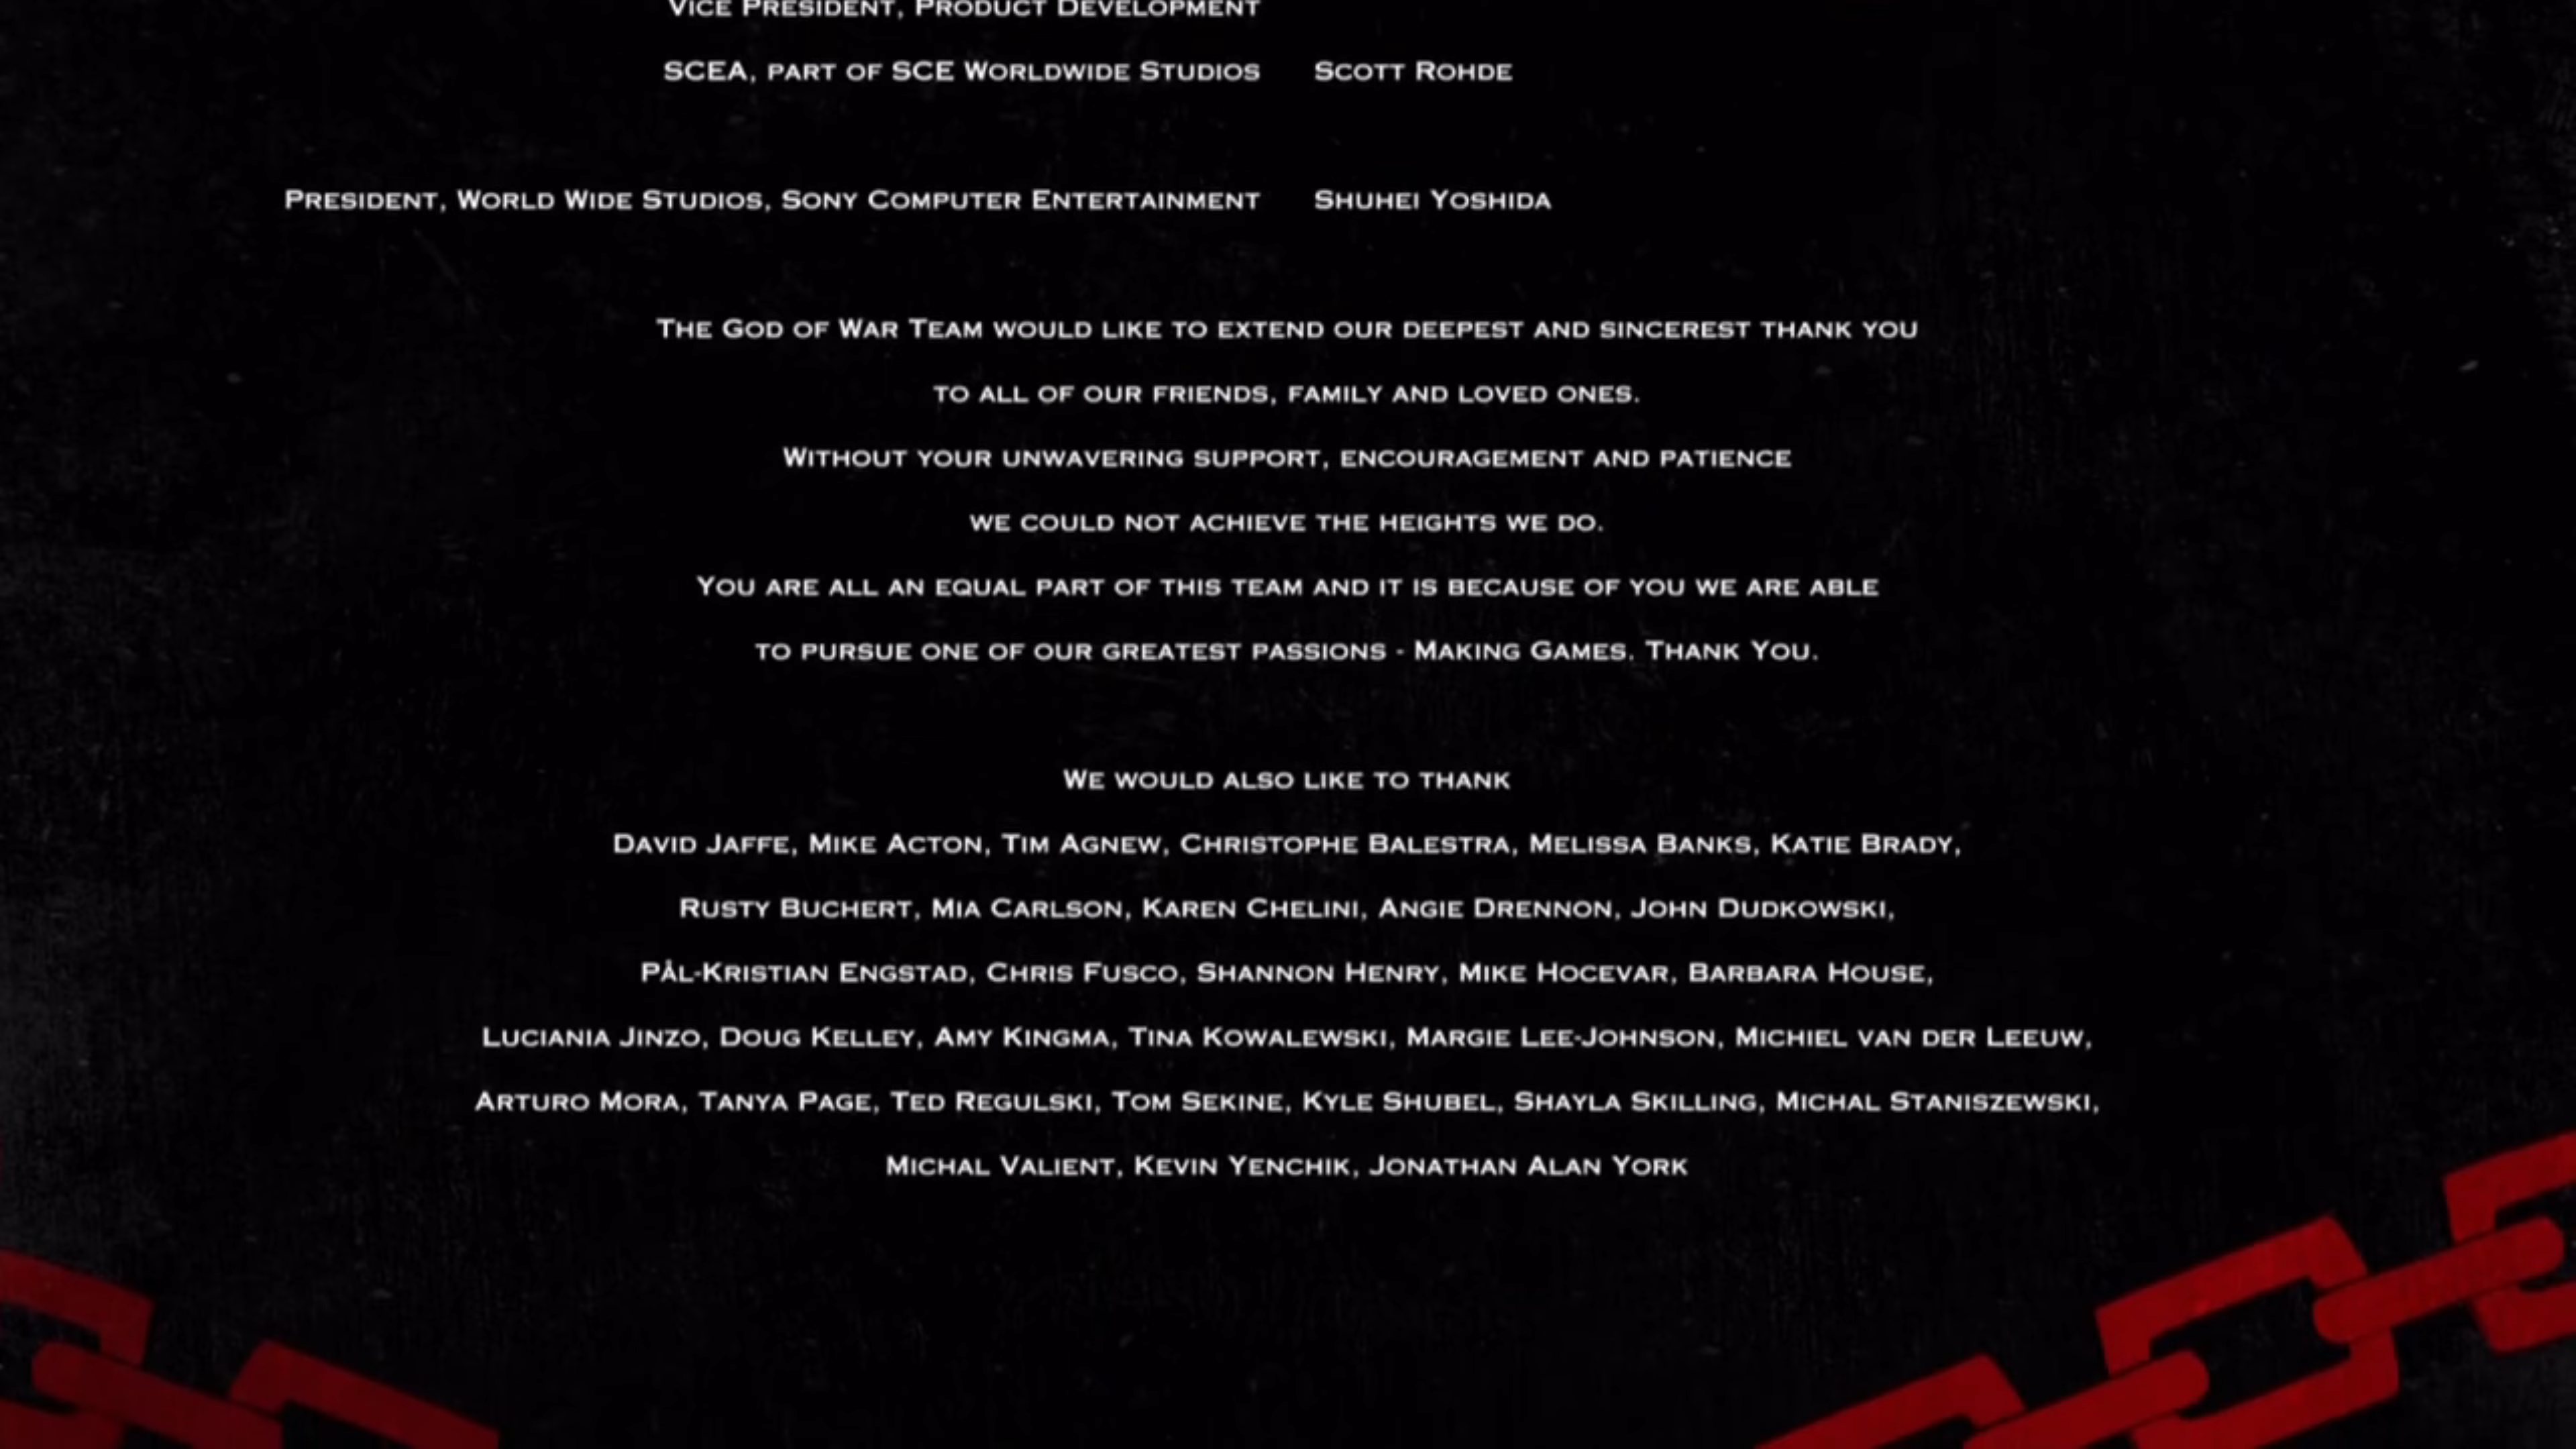 Vice President, Product Development
SCEA, part of SCE Worldwide Studios Scott Rohde
President, World Wide Studios, Sony Computer Entertainment Shuhei Yoshida
The God of War Team would like to extend our deepest and sincerest thank you
to all of our friends, family and loved ones.
Without your unwavering support, encouragement and patience
we could not achieve the heights we do.
You are all an equal part of this team and it is because of you we are able
to pursue one of our greatest passions - Making Games. Thank You.
We would also like to thank
David Jaffe, Mike Acton, Tim Agnew, Christophe Balestra, Melissa Banks, Katie Brady,
Rusty Buchert, Mia Carlson, Karen Chelini, Angie Drennon, John Dudkowski,
Pål-Kristian Engstad, Chris Fusco, Shannon Henry, Mike Hocevar, Barbara House,
Luciania Jinzo, Doug Kelley, Amy Kingma, Tina Kowalewski, Margie Lee-Johnson, Michiel van der Leeuw,
Arturo Mora, Tanya Page, Ted Regulski, Tom Sekine, Kyle Shubel, Shayla Skilling, Michal Staniszewski,
Michal Valient, Kevin Yenchik, Jonathan Alan York